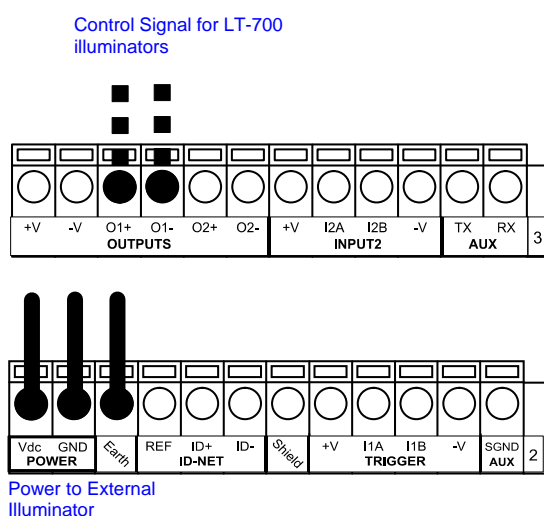 Control Signal for LT-700
illuminators
+V -V O1+ O1- O2+ O2- +V I2A I2B -V TX RX
OUTPUTS INPUT2 AUX 3
Vdc GND Earth REF ID+ ID- Shield +V I1A I1B -V SGND
POWER ID-NET TRIGGER AUX 2
Power to External
Illuminator